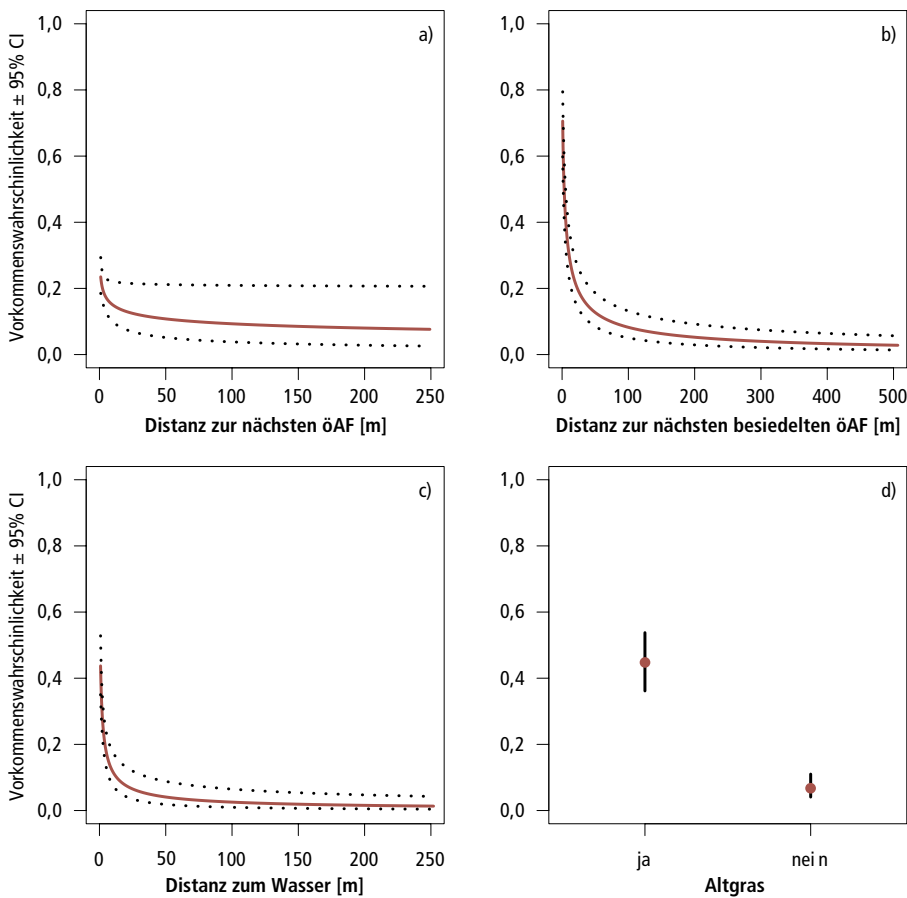 a)
Vorkommenswahrschinlichkeit ± 95% CI
1,0
0,8
0,6
0,4
0,2
0,0
0 50 100 150 200 250
Distanz zur nächsten öAF [m]
b)
1,0
0,8
0,6
0,4
0,2
0,0
0 100 200 300 400 500
Distanz zur nächsten besiedelten öAF [m]
c)
Vorkommenswahrschinlichkeit ± 95% CI
1,0
0,8
0,6
0,4
0,2
0,0
0 50 100 150 200 250
Distanz zum Wasser [m]
d)
1,0
0,8
0,6
0,4
0,2
0,0
ja nein
Altgras